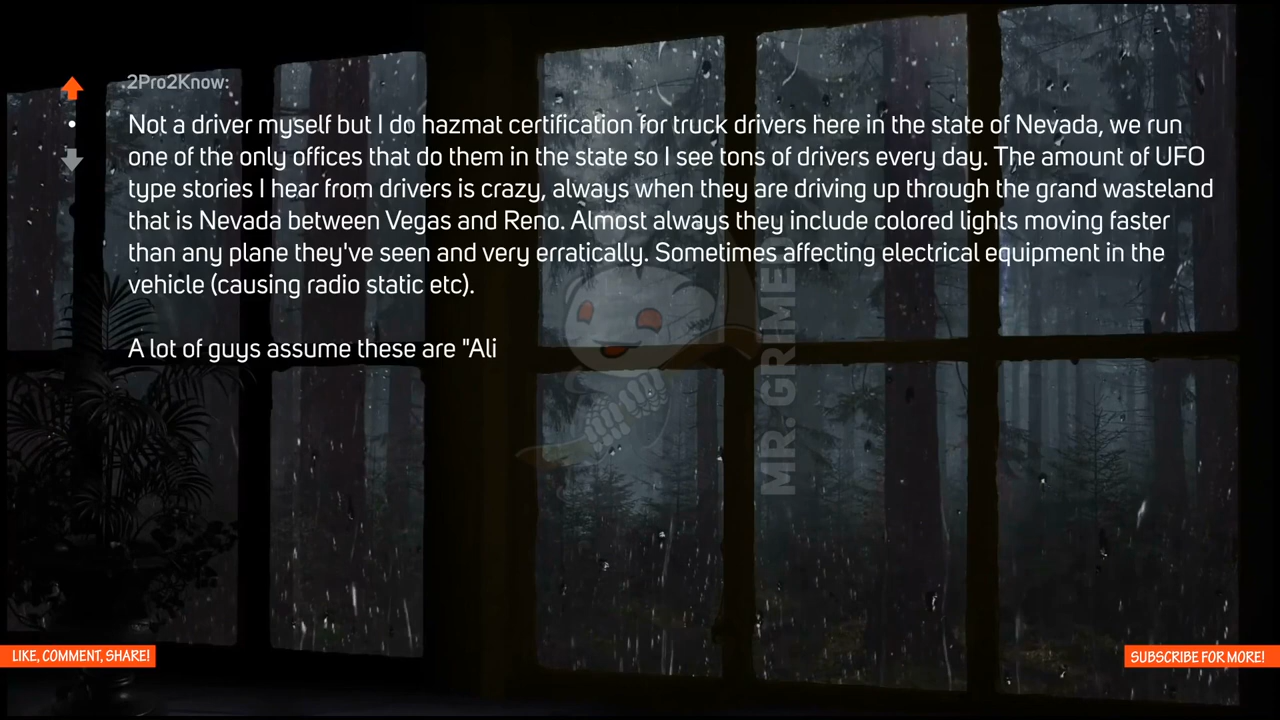 .2Pro2Know:
Not a driver myself but I do hazmat certification for truck drivers here in the state of Nevada, we run
one of the only offices that do them in the state so I see tons of drivers every day. The amount of UFO
type stories I hear from drivers is crazy, always when they are driving up through the grand wasteland
that is Nevada between Vegas and Reno. Almost always they include colored lights moving faster
than any plane they've seen and very erratically. Sometimes affecting electrical equipment in the
vehicle (causing radio static etc).
A lot of guys assume these are "Ali
MR. GRIMED
LIKE, COMMENT, SHARE!
SUBSCRIBE FOR MORE!